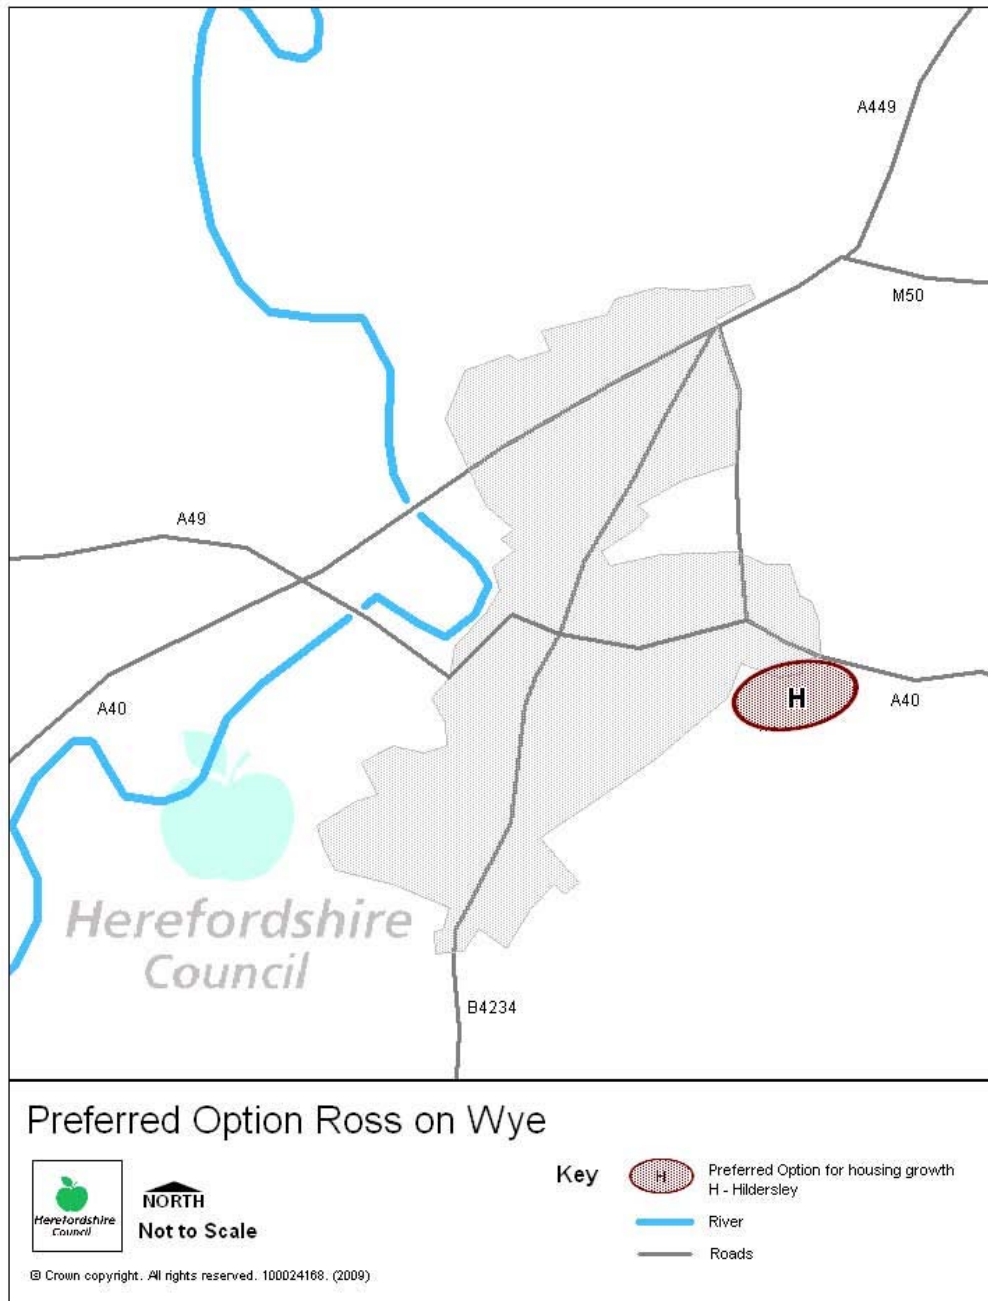 A449
M50
A49
A40
H
A40
Herefordshire
Council
B4234
Preferred Option Ross on Wye
Herefordshire
Council
NORTH
Not to Scale
© Crown copyright. All rights reserved. 100024168. (2009)
Key
H
Preferred Option for housing growth
H - Hildersley
River
Roads